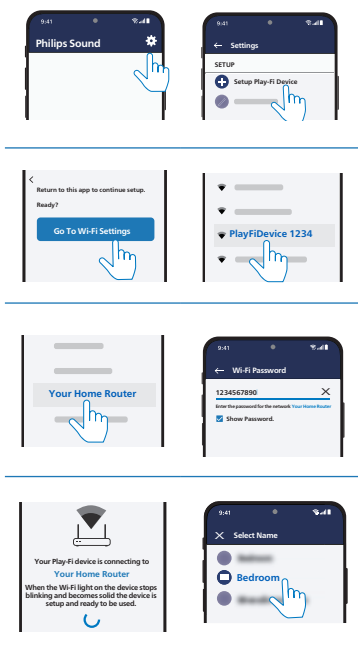 9:41
Philips Sound
9:41
← Settings
SETUP
Setup Play-Fi Device
Return to this app to continue setup.
Ready?
Go To Wi-Fi Settings
PlayFiDevice 1234
Your Home Router
9:41
← Wi-Fi Password
1234567890
Enter the password for the network: Your Home Router
Show Password.
Your Play-Fi device is connecting to
Your Home Router
When the Wi-Fi light on the device stops
blinking and becomes solid the device is
setup and ready to be used.
9:41
Select Name
Bedroom